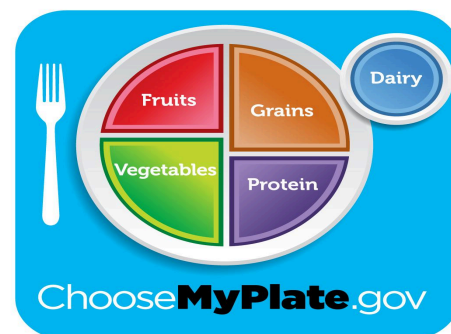 Fruits
Grains
Dairy
Vegetables
Protein
ChooseMyPlate.gov